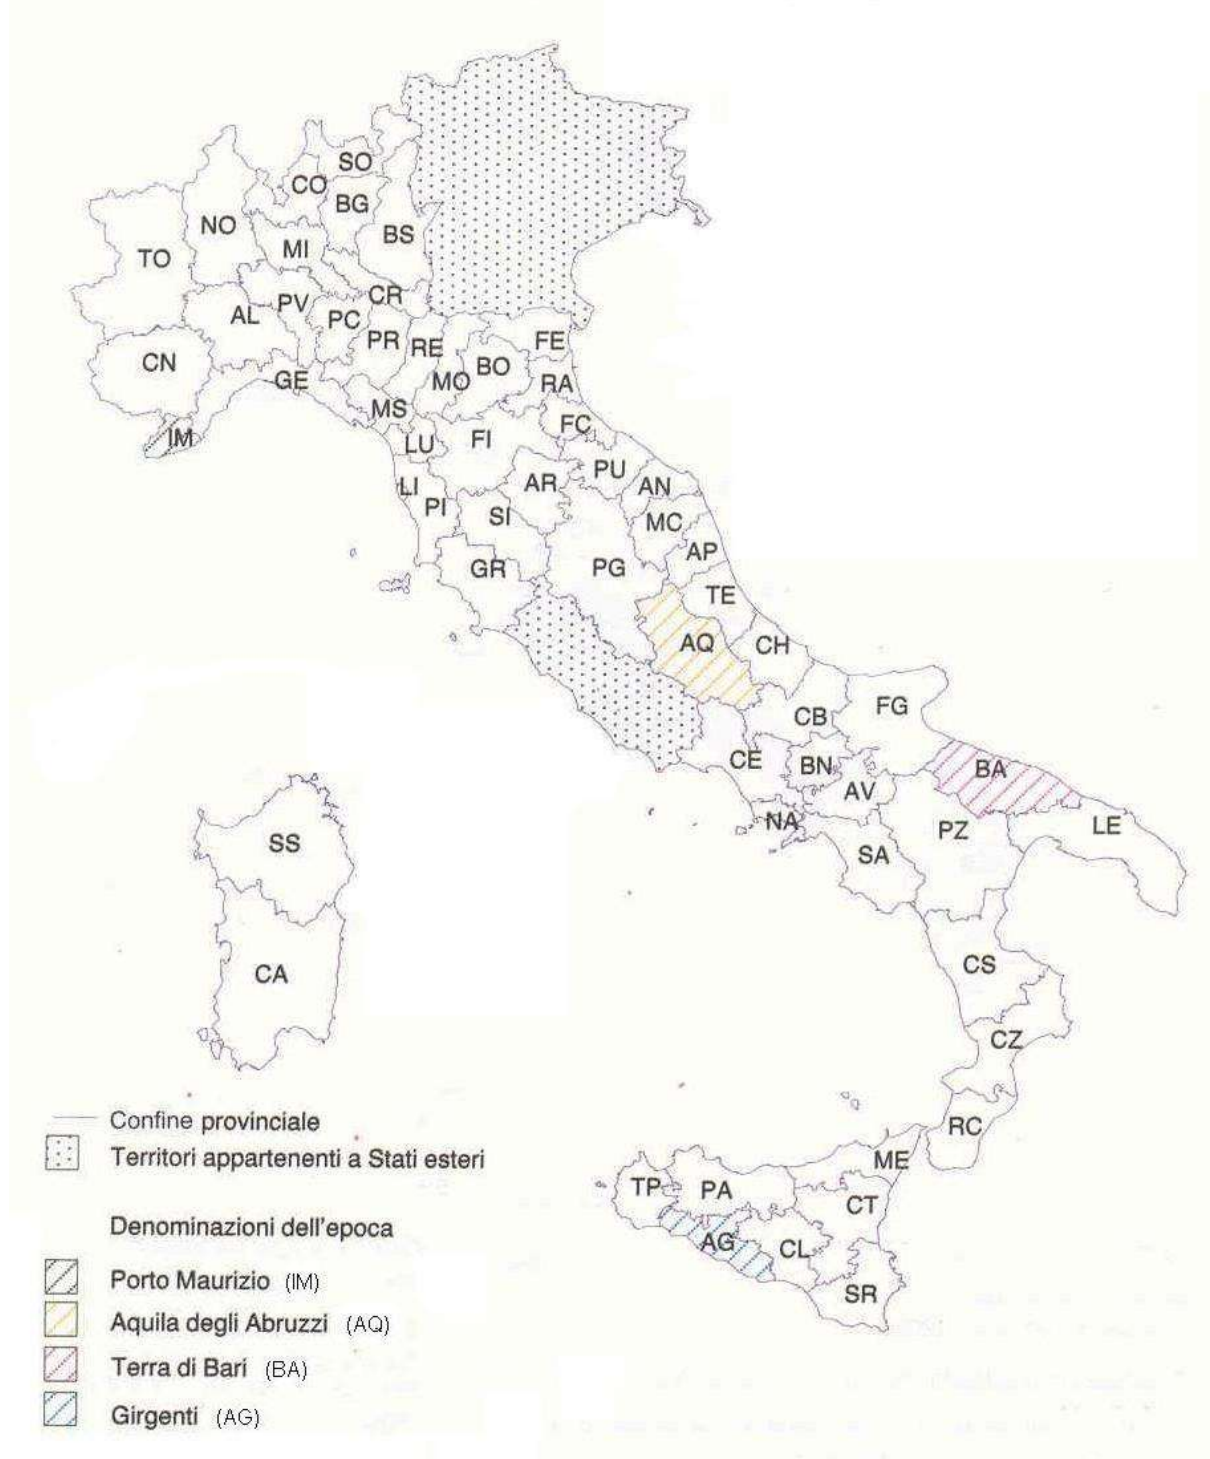 SO
CO
BG
NO
BS
MI
TO
CR
PV
AL
PC
PR
RE
FE
CN
BO
GE
MO
RA
MS
FC
IM
LU
FI
PU
LI
AR
AN
PI
SI
MC
AP
GR
PG
TE
AQ
CH
FG
CB
CE
BN
BA
AV
NA
LE
PZ
SS
SA
CS
CA
CZ
RC
ME
TP
PA
CT
AG
CL
SR
Confine provinciale
Territori appartenenti a Stati esteri
Denominazioni dell'epoca
Porto Maurizio (IM)
Aquila degli Abruzzi (AQ)
Terra di Bari (BA)
Girgenti (AG)